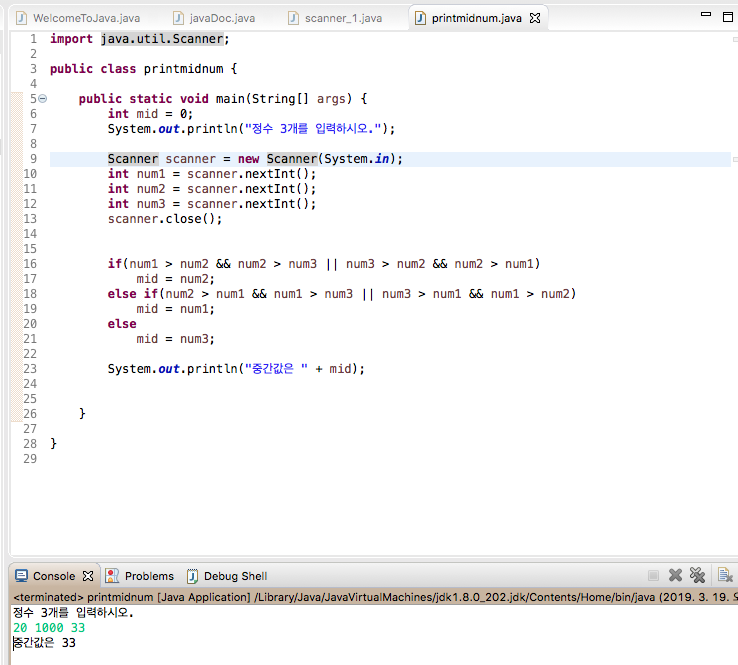 WelcomeToJava.java javaDoc.java scanner_1.java printmidnum.java
1 import java.util.Scanner;
2
3 public class printmidnum {
4
5 public static void main(String[] args) {
6 int mid = 0;
7 System.out.println("정수 3개를 입력하시오.");
8
9 Scanner scanner = new Scanner(System.in);
10 int num1 = scanner.nextInt();
11 int num2 = scanner.nextInt();
12 int num3 = scanner.nextInt();
13 scanner.close();
14
15
16 if(num1 > num2 && num2 > num3 || num3 > num2 && num2 > num1)
17 mid = num2;
18 else if(num2 > num1 && num1 > num3 || num3 > num1 && num1 > num2)
19 mid = num1;
20 else
21 mid = num3;
22
23 System.out.println("중간값은 " + mid);
24
25
26 }
27
28 }
29
Console Problems Debug Shell
<terminated> printmidnum [Java Application] /Library/Java/JavaVirtualMachines/jdk1.8.0_202.jdk/Contents/Home/bin/java (2019. 3. 19.
정수 3개를 입력하시오.
20 1000 33
중간값은 33